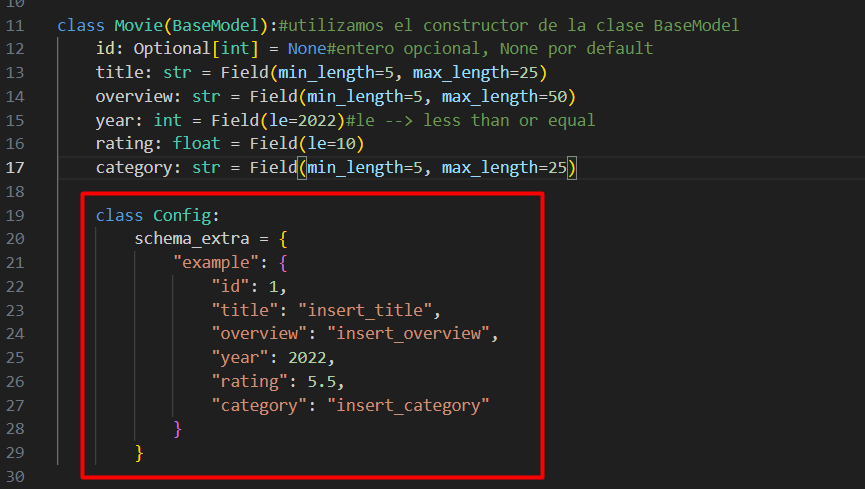 10
11 class Movie(BaseModel):#utilizamos el constructor de la clase BaseModel
12     id: Optional[int] = None#entero opcional, None por default
13     title: str = Field(min_length=5, max_length=25)
14     overview: str = Field(min_length=5, max_length=50)
15     year: int = Field(le=2022)#le --> less than or equal
16     rating: float = Field(le=10)
17     category: str = Field(min_length=5, max_length=25)
18
19     class Config:
20         schema_extra = {
21             "example": {
22                 "id": 1,
23                 "title": "insert_title",
24                 "overview": "insert_overview",
25                 "year": 2022,
26                 "rating": 5.5,
27                 "category": "insert_category"
28             }
29         }
30